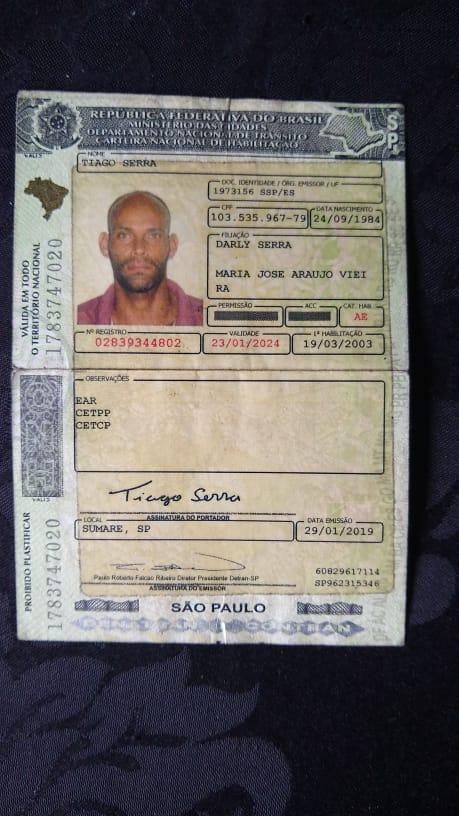 REPÚBLICA FEDERATIVA DO BRASIL
MINISTÉRIO DAS CIDADES
DEPARTAMENTO NACIONAL DE TRÂNSITO
CARTEIRA NACIONAL DE HABILITAÇÃO
SP
VALIS
NOME
TIAGO SERRA
DOC. IDENTIDADE / ÓRG. EMISSOR / UF
1973156 SSP/ES
CPF
103.535.967-79
DATA NASCIMENTO
24/09/1984
FILIAÇÃO
DARLY SERRA
MARIA JOSE ARAUJO VIEI
RA
PERMISSÃO
ACC
CAT. HAB.
AE
Nº REGISTRO
02839344802
VALIDADE
23/01/2024
1ª HABILITAÇÃO
19/03/2003
VÁLIDA EM TODO
O TERRITÓRIO NACIONAL
1783747020
OBSERVAÇÕES
EAR
CETPP
CETCP
VALIS
Tiago Serra
ASSINATURA DO PORTADOR
LOCAL
SUMARE, SP
DATA EMISSÃO
29/01/2019
Paulo Roberto Falcao Ribeiro Diretor Presidente Detran-SP
ASSINATURA DO EMISSOR
60829617114
SP962315346
PROIBIDO PLASTIFICAR
1783747020
SÃO PAULO